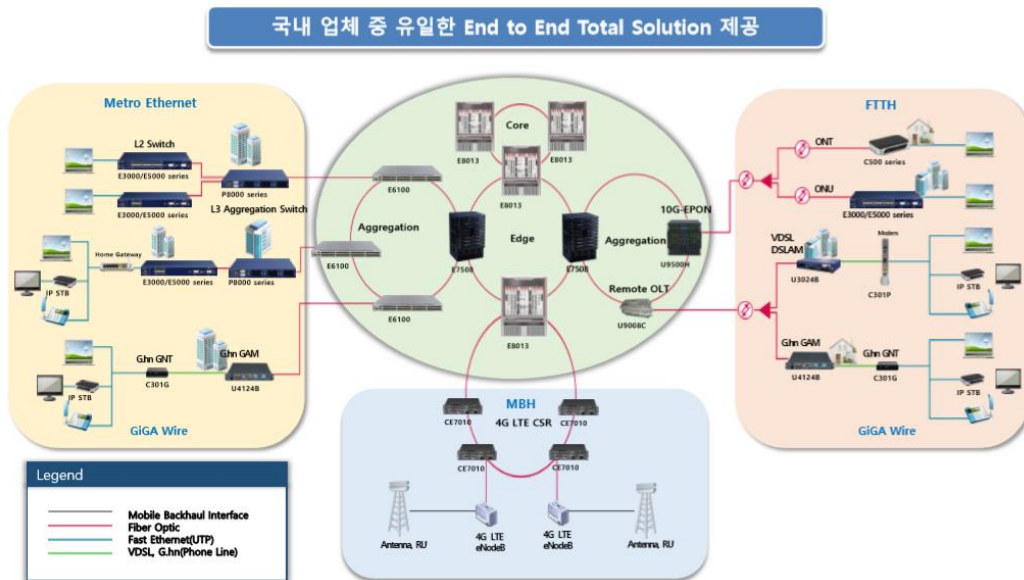 국내 업체 중 유일한 End to End Total Solution 제공
Metro Ethernet
L2 Switch
E3000/E5000 series
P8000 series
E3000/E5000 series
L3 Aggregation Switch
Home Gateway
IP STB
E3000/E5000 series
P8000 series
G.hn GNT
G.hn GAM
IP STB
C301G
U4124B
GiGA Wire
Core
E8013
E8013
E8013
E6100
Aggregation
E6100
E6100
E7508
Edge
E7508
Aggregation
10G-EPON
U9500H
Remote OLT
U9008C
E8013
FTTH
ONT
C500 series
ONU
E3000/E5000 series
VDSL
DSLAM
U3024B
Modem
C301P
IP STB
G.hn GAM
U4124B
G.hn GNT
C301G
IP STB
GiGA Wire
MBH
4G LTE CSR
CE7010
CE7010
CE7010
CE7010
Antenna, RU
4G LTE
eNodeB
4G LTE
eNodeB
Antenna, RU
Legend
Mobile Backhaul Interface
Fiber Optic
Fast Ethernet(UTP)
VDSL, G.hn(Phone Line)